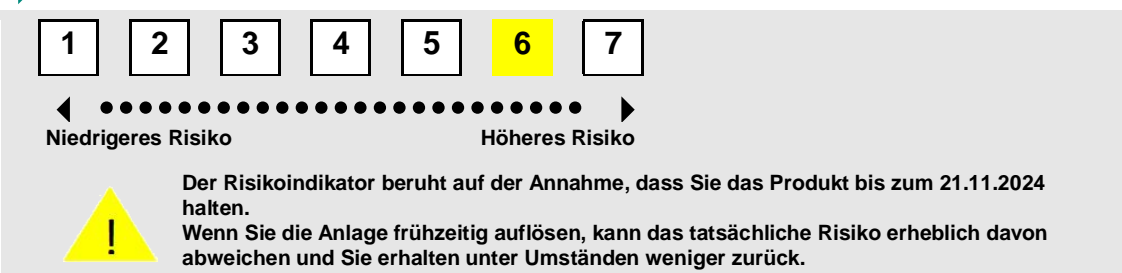 1 2 3 4 5 6 7
Niedrigeres Risiko Höheres Risiko
Der Risikoindikator beruht auf der Annahme, dass Sie das Produkt bis zum 21.11.2024
halten.
Wenn Sie die Anlage frühzeitig auflösen, kann das tatsächliche Risiko erheblich davon
abweichen und Sie erhalten unter Umständen weniger zurück.
!